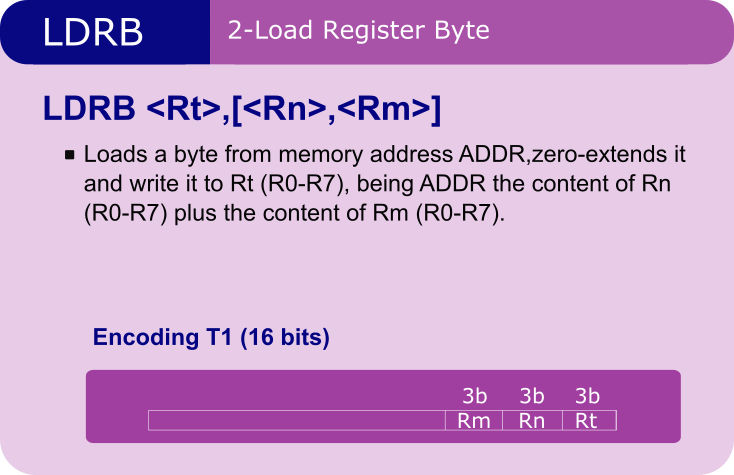 LDRB
2-Load Register Byte
LDRB <Rt>,[<Rn>,<Rm>]
Loads a byte from memory address ADDR,zero-extends it
and write it to Rt (R0-R7), being ADDR the content of Rn
(R0-R7) plus the content of Rm (R0-R7).
Encoding T1 (16 bits)
3b 3b 3b
Rm Rn Rt